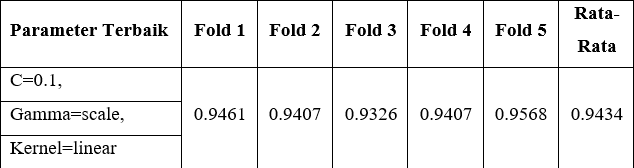 Parameter Terbaik Fold 1 Fold 2 Fold 3 Fold 4 Fold 5 Rata-Rata
C=0.1,
Gamma=scale, 0.9461 0.9407 0.9326 0.9407 0.9568 0.9434
Kernel=linear